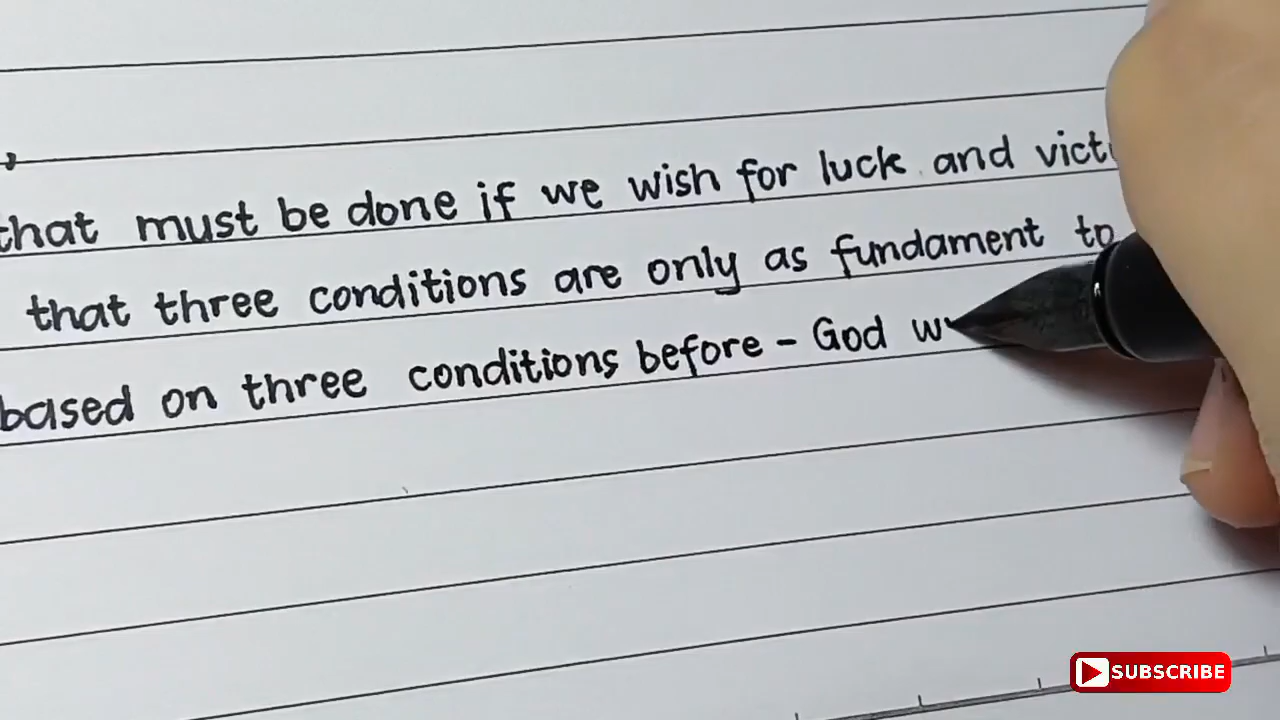 that must be done if we wish for luck and
that three conditions are only as fundament to
based on three conditions before - God
SUBSCRIBE